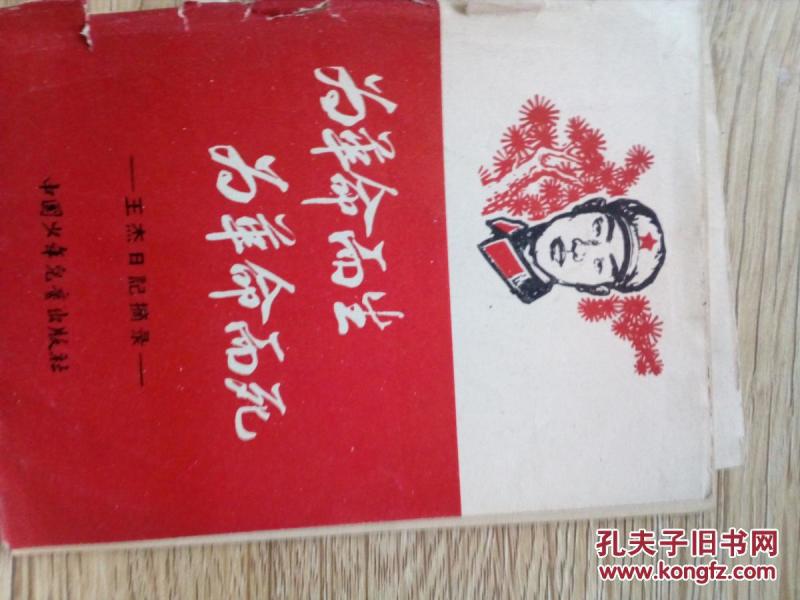 为革命而生
为革命而死
——王杰日記摘录——
中国少年儿童出版社
孔夫子旧书网
www.kongfz.com